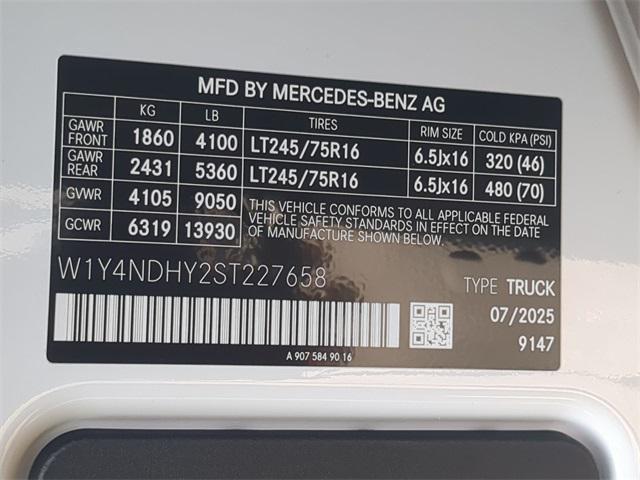 MFD BY MERCEDES-BENZ AG
KG LB TIRES RIM SIZE COLD KPA (PSI)
GAWR FRONT 1860 4100 LT245/75R16 6.5Jx16 320 (46)
GAWR REAR 2431 5360 LT245/75R16 6.5Jx16 480 (70)
GVWR 4105 9050
GCWR 6319 13930
THIS VEHICLE CONFORMS TO ALL APPLICABLE FEDERAL
VEHICLE SAFETY STANDARDS IN EFFECT ON THE DATE
OF MANUFACTURE SHOWN ABOVE.
W1Y4NDHY2ST227658
TYPE TRUCK
07/2025
9147
A 907 584 90 16